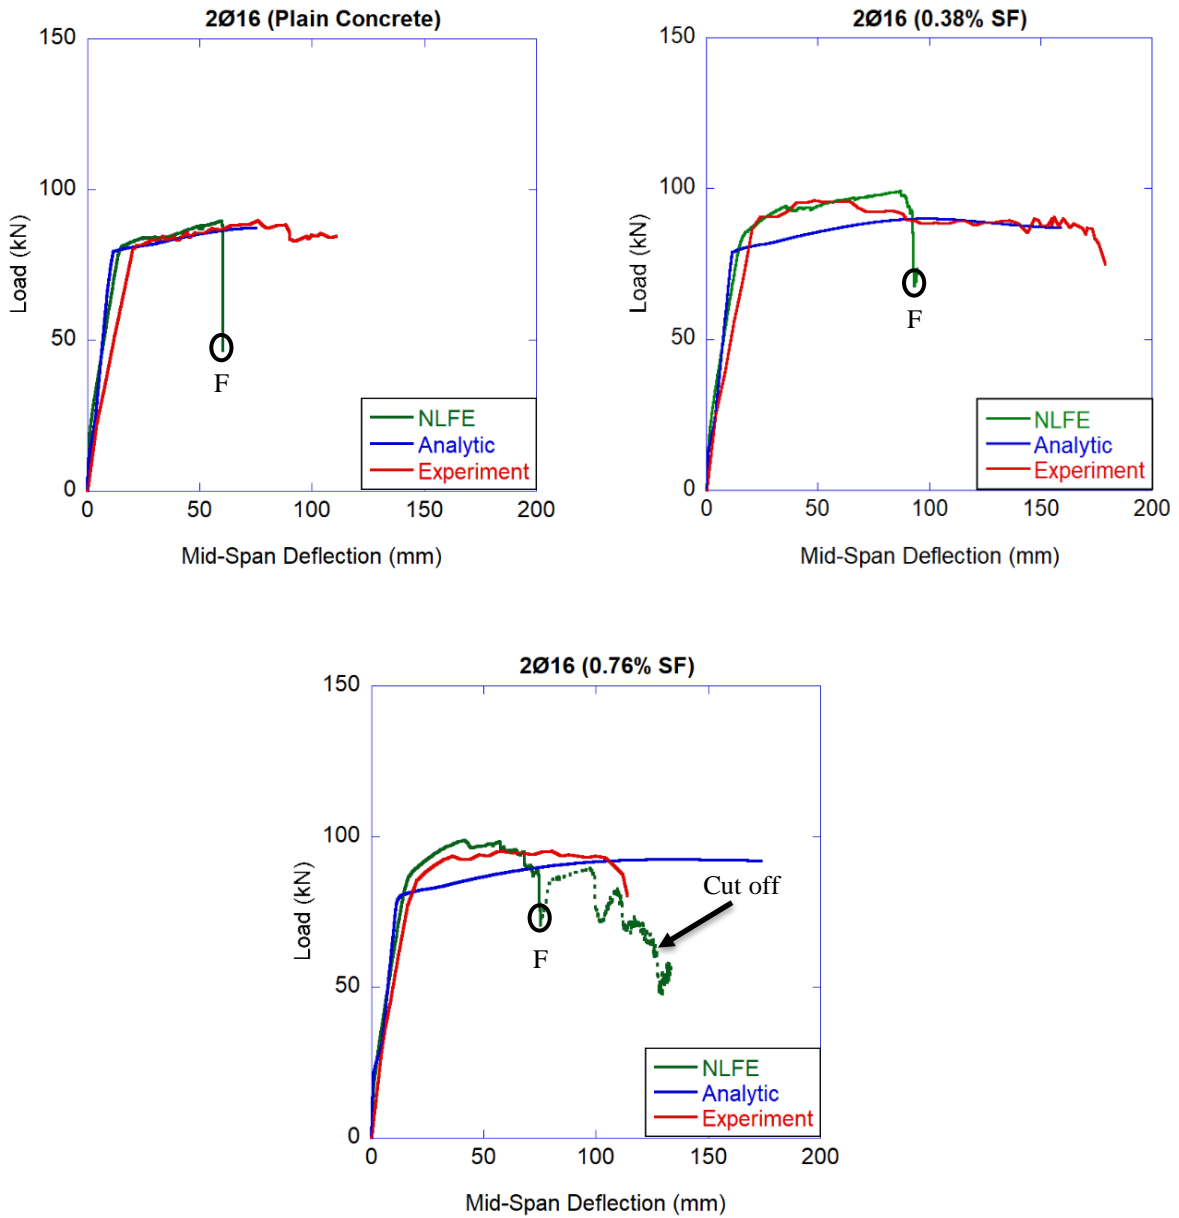 2Ø16 (Plain Concrete)
150
100
50
0
Load (kN)
F
NLFE
Analytic
Experiment
0 50 100 150 200
Mid-Span Deflection (mm)
2Ø16 (0.38% SF)
150
100
50
0
Load (kN)
F
NLFE
Analytic
Experiment
0 50 100 150 200
Mid-Span Deflection (mm)
2Ø16 (0.76% SF)
150
100
50
0
Load (kN)
Cut off
F
NLFE
Analytic
Experiment
0 50 100 150 200
Mid-Span Deflection (mm)